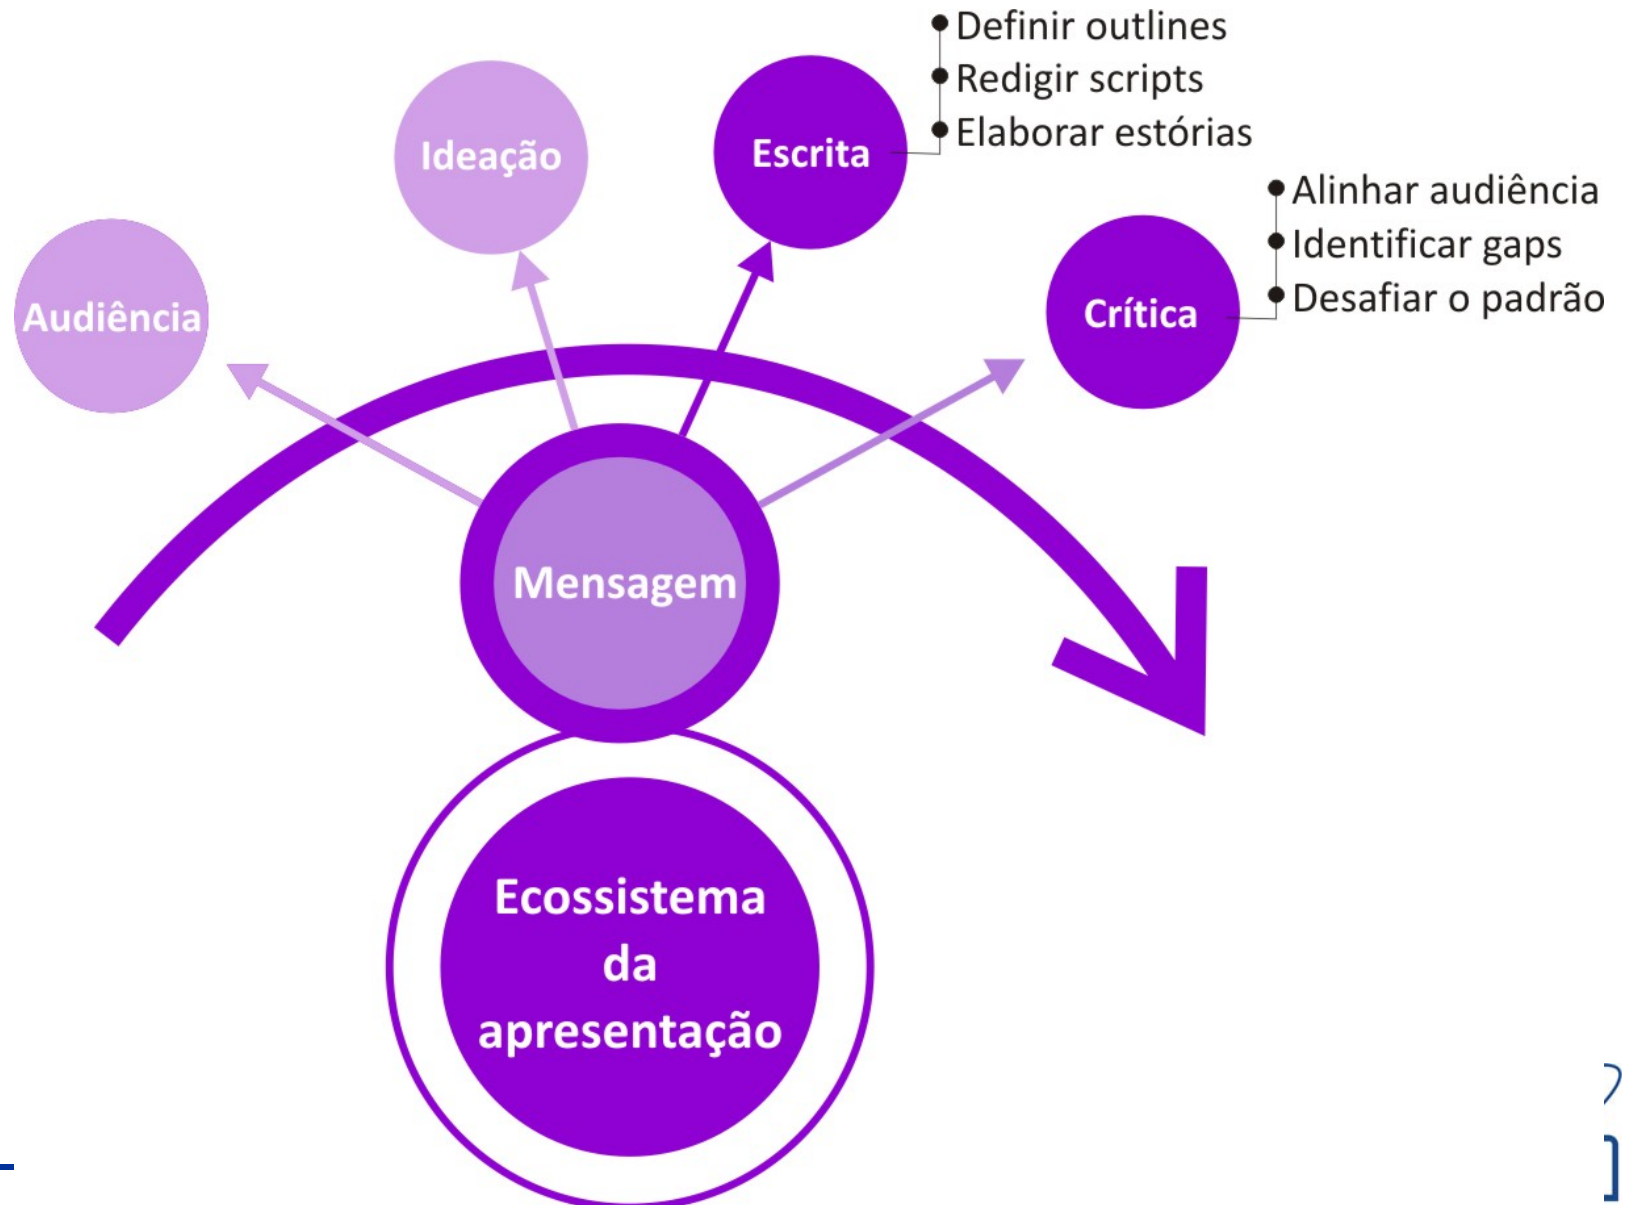 Definir outlines
Redigir scripts
Elaborar estórias
Ideação
Escrita
Alinhar audiência
Identificar gaps
Desafiar o padrão
Audiência
Crítica
Mensagem
Ecossistema
da
apresentação